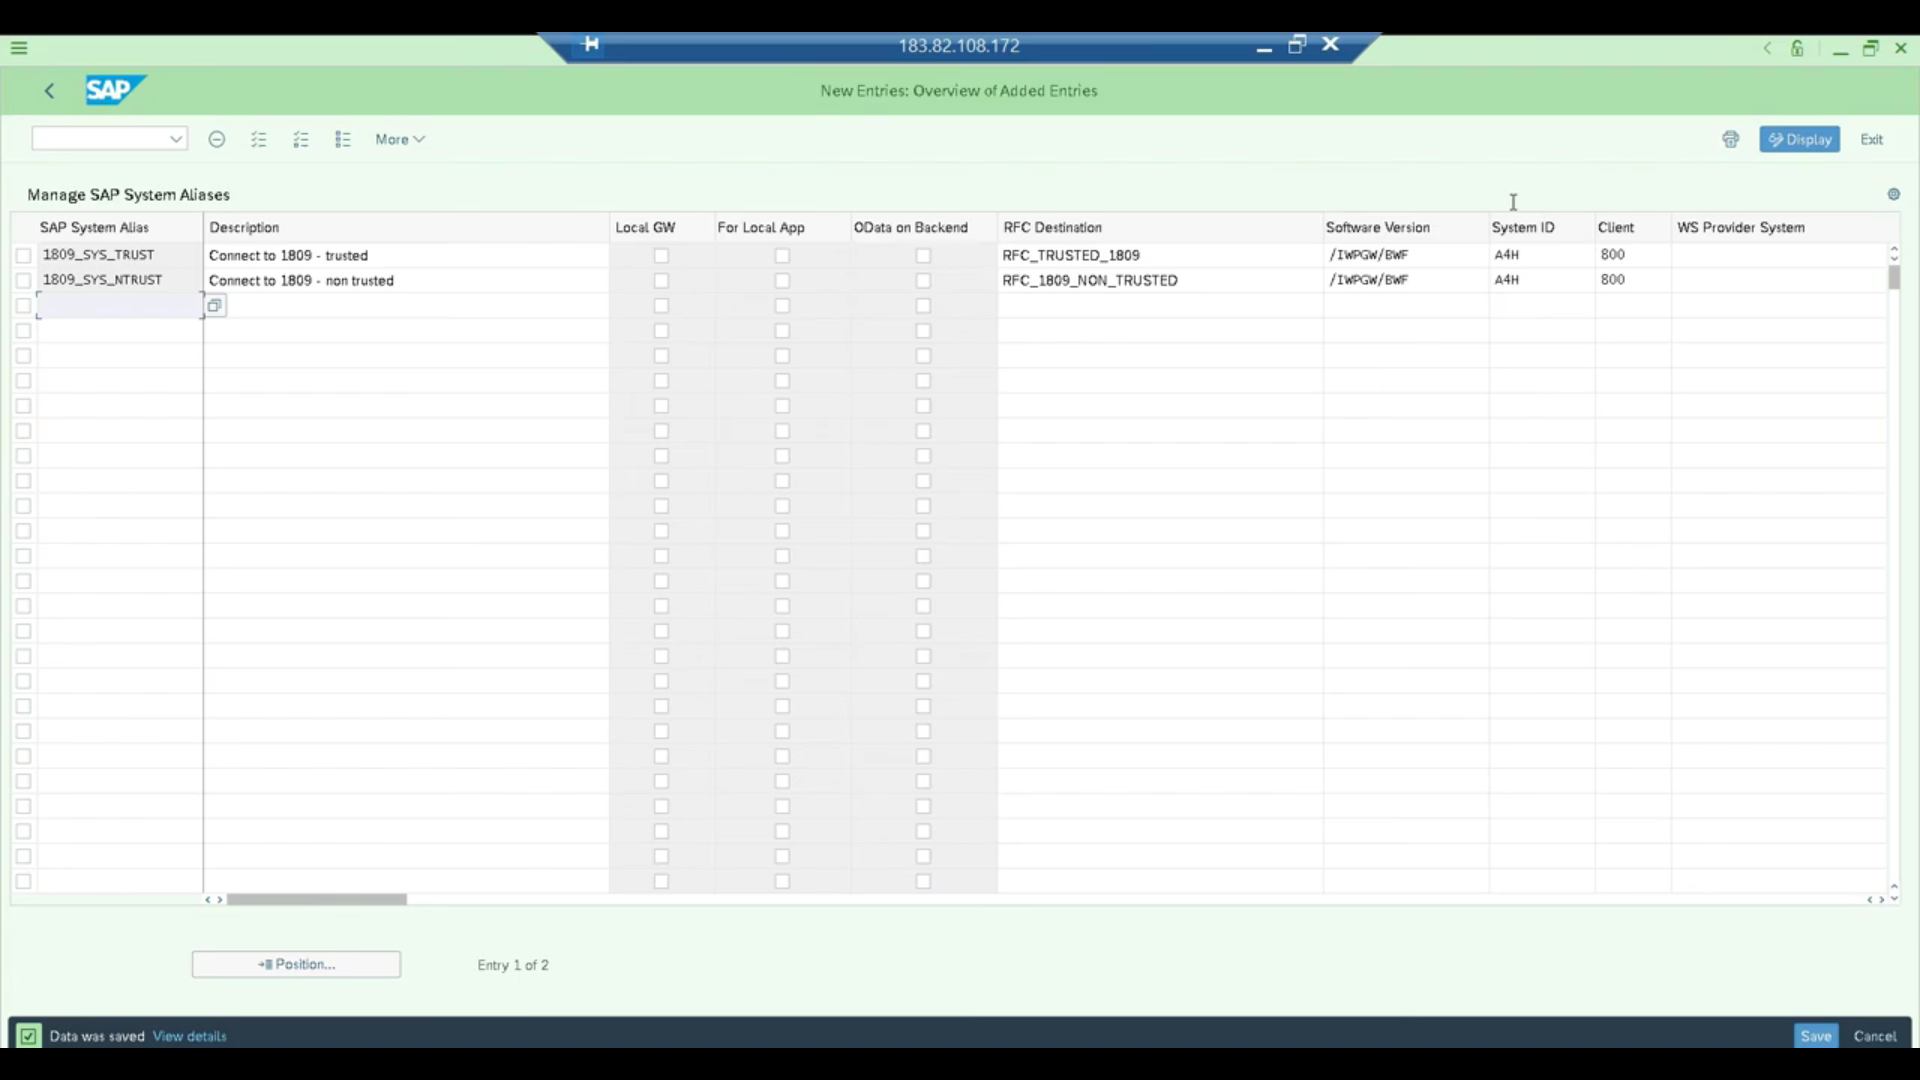 183.82.108.172
SAP
New Entries: Overview of Added Entries
More
Display
Exit
Manage SAP System Aliases
SAP System Alias Description Local GW For Local App OData on Backend RFC Destination Software Version System ID Client WS Provider System
1809_SYS_TRUST Connect to 1809 - trusted RFC_TRUSTED_1809 /IWPGW/BWF A4H 800
1809_SYS_NTRUST Connect to 1809 - non trusted RFC_1809_NON_TRUSTED /IWPGW/BWF A4H 800
Position...
Entry 1 of 2
Data was saved View details
Save
Cancel